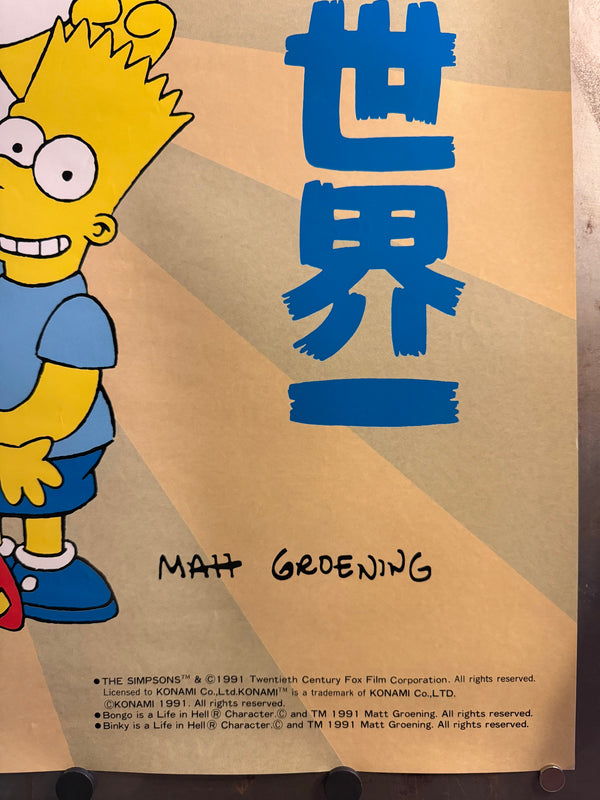 世界一
MATT GROENING
●THE SIMPSONS™ & ©1991 Twentieth Century Fox Film Corporation. All rights reserved.
Licensed to KONAMI Co.,Ltd.KONAMI™ is a trademark of KONAMI Co.,LTD.
©KONAMI 1991. All rights reserved.
●Bongo is a Life in Hell® Character.© and TM 1991 Matt Groening. All rights reserved.
●Binky is a Life in Hell® Character.© and TM 1991 Matt Groening. All rights reserved.